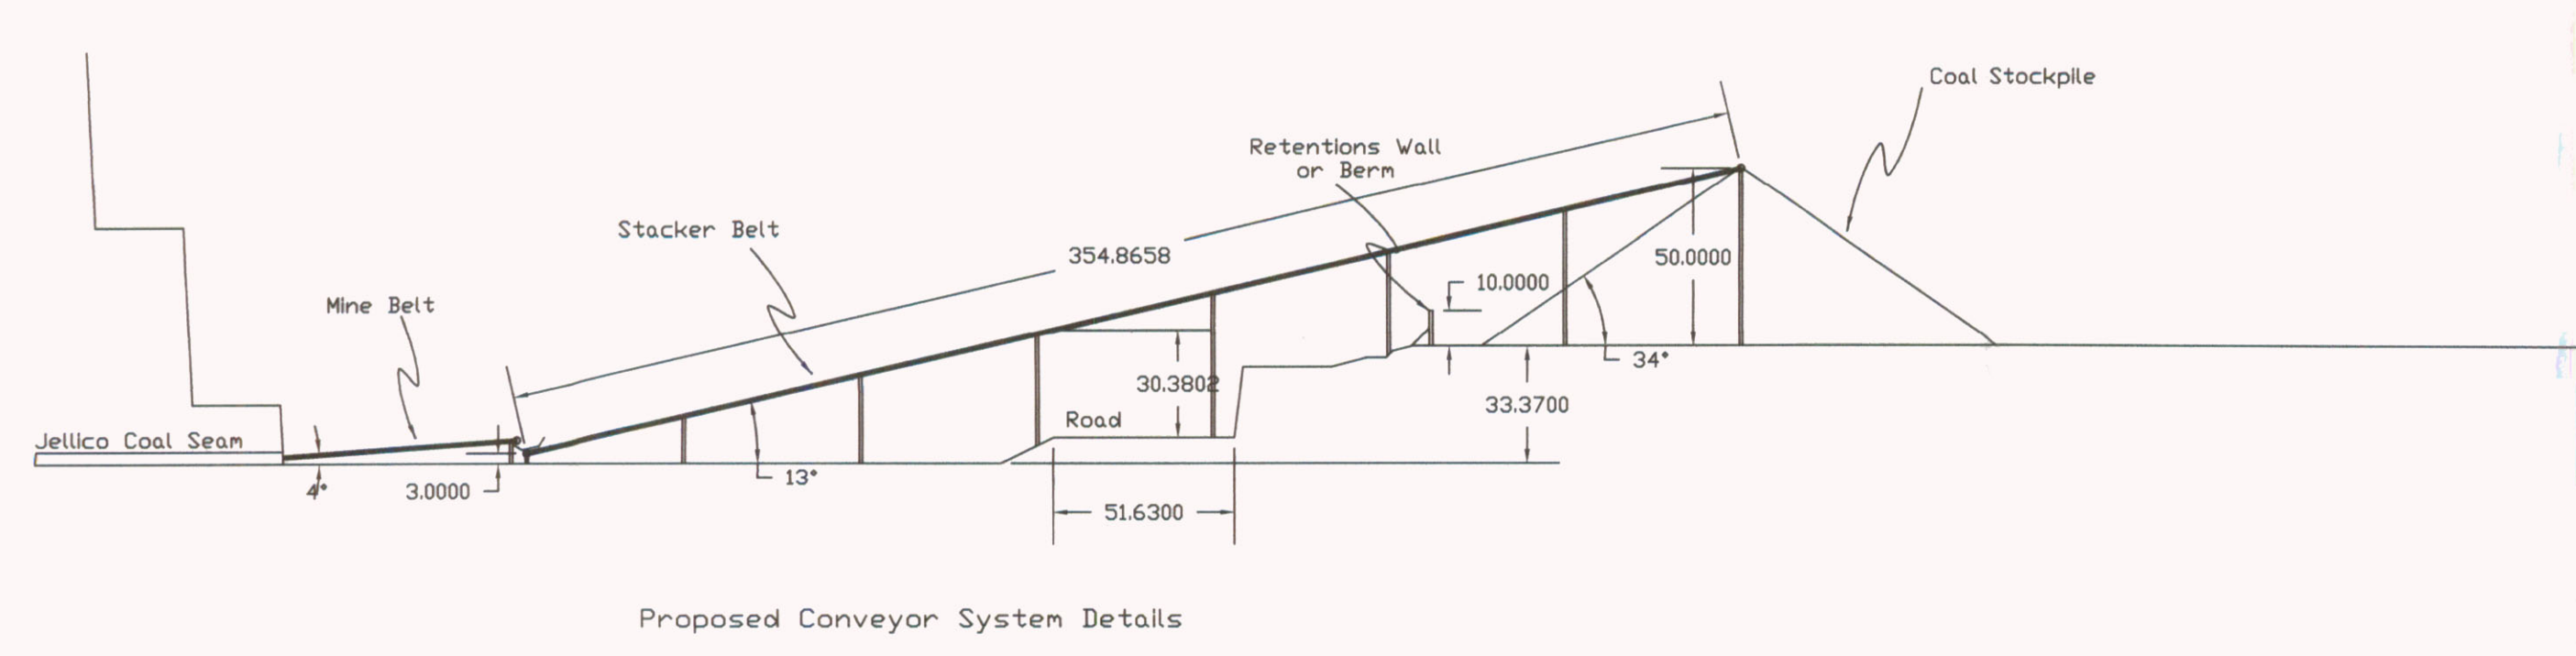 Coal Stockpile
Retentions Wall
or Berm
Stacker Belt
354.8658
50.0000
10.0000
Mine Belt
34°
30.3802
33.3700
Road
Jellico Coal Seam
4°
3.0000
13°
51.6300
Proposed Conveyor System Details